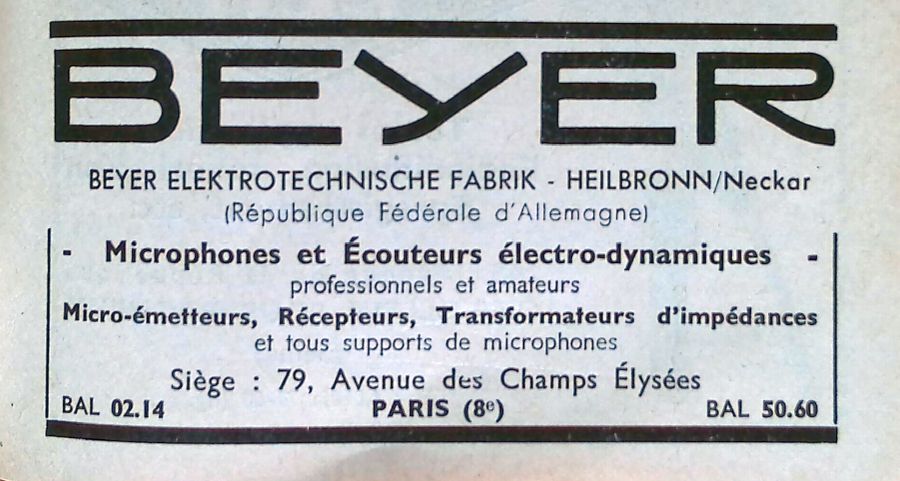 BEYER
BEYER ELEKTROTECHNISCHE FABRIK - HEILBRONN/Neckar
(République Fédérale d'Allemagne)
- Microphones et Écouteurs électro-dynamiques -
professionnels et amateurs
Micro-émetteurs, Récepteurs, Transformateurs d'impédances
et tous supports de microphones
Siège : 79, Avenue des Champs Élysées
BAL 02.14 PARIS (8e) BAL 50.60